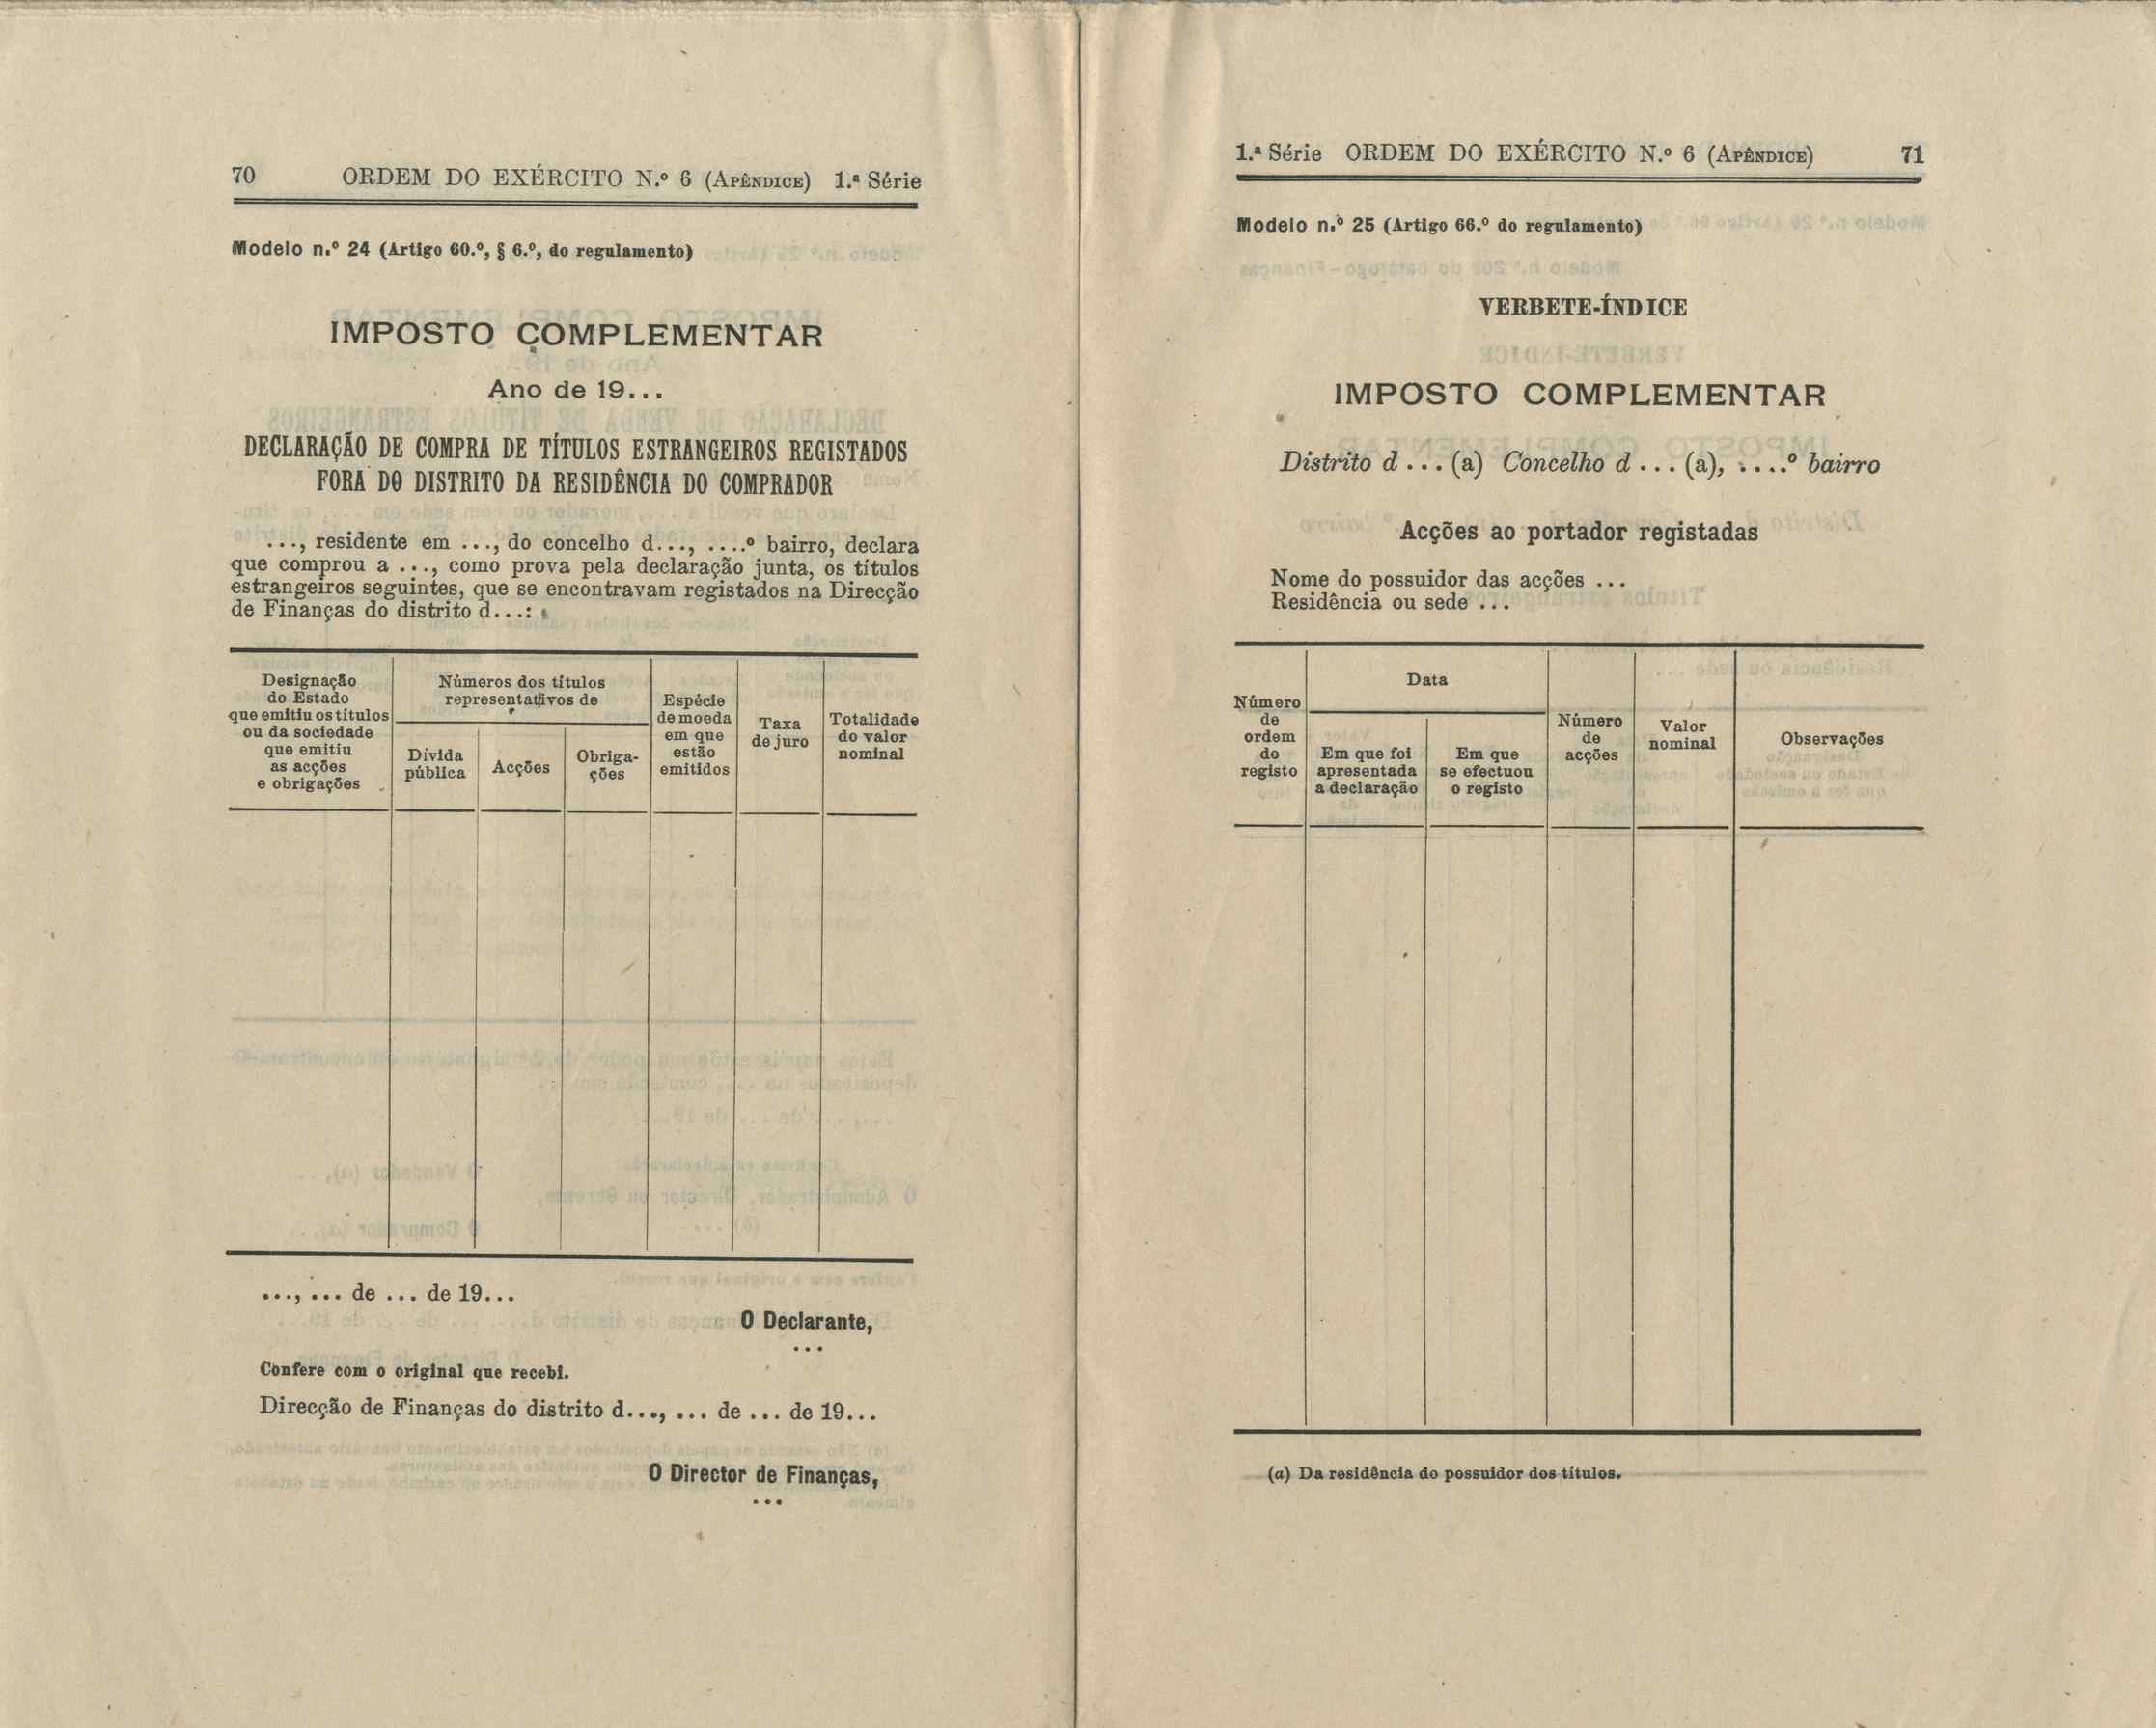 70 ORDEM DO EXÉRCITO N.º 6 (APÊNDICE) 1.ª Série
Modelo n.º 24 (Artigo 60.º, § 6.º, do regulamento)
IMPOSTO COMPLEMENTAR
Ano de 19...
DECLARAÇÃO DE COMPRA DE TÍTULOS ESTRANGEIROS REGISTADOS
FORA DO DISTRITO DA RESIDÊNCIA DO COMPRADOR
..., residente em ..., do concelho d..., ....º bairro, declara
que comprou a ..., como prova pela declaração junta, os títulos
estrangeiros seguintes, que se encontravam registados na Direcção
de Finanças do distrito d...:
Designação
do Estado
que emitiu os títulos
ou da sociedade
que emitiu
as acções
e obrigações
Números dos títulos
representativos de
Dívida
pública
Acções
Obriga-
ções
Espécie
de moeda
em que
estão
emitidos
Taxa
de juro
Totalidade
do valor
nominal
..., ... de ... de 19...
O Declarante,
...
Confere com o original que recebi.
Direcção de Finanças do distrito d..., ... de ... de 19...
O Director de Finanças,
...
1.ª Série ORDEM DO EXÉRCITO N.º 6 (APÊNDICE) 71
Modelo n.º 25 (Artigo 66.º do regulamento)
VERBETE-ÍNDICE
IMPOSTO COMPLEMENTAR
Distrito d ... (a) Concelho d ... (a), ....º bairro
Acções ao portador registadas
Nome do possuidor das acções ...
Residência ou sede ...
Número
de
ordem
do
registo
Data
Em que foi
apresentada
a declaração
Em que
se efectuou
o registo
Número
de
acções
Valor
nominal
Observações
(a) Da residência do possuidor dos títulos.